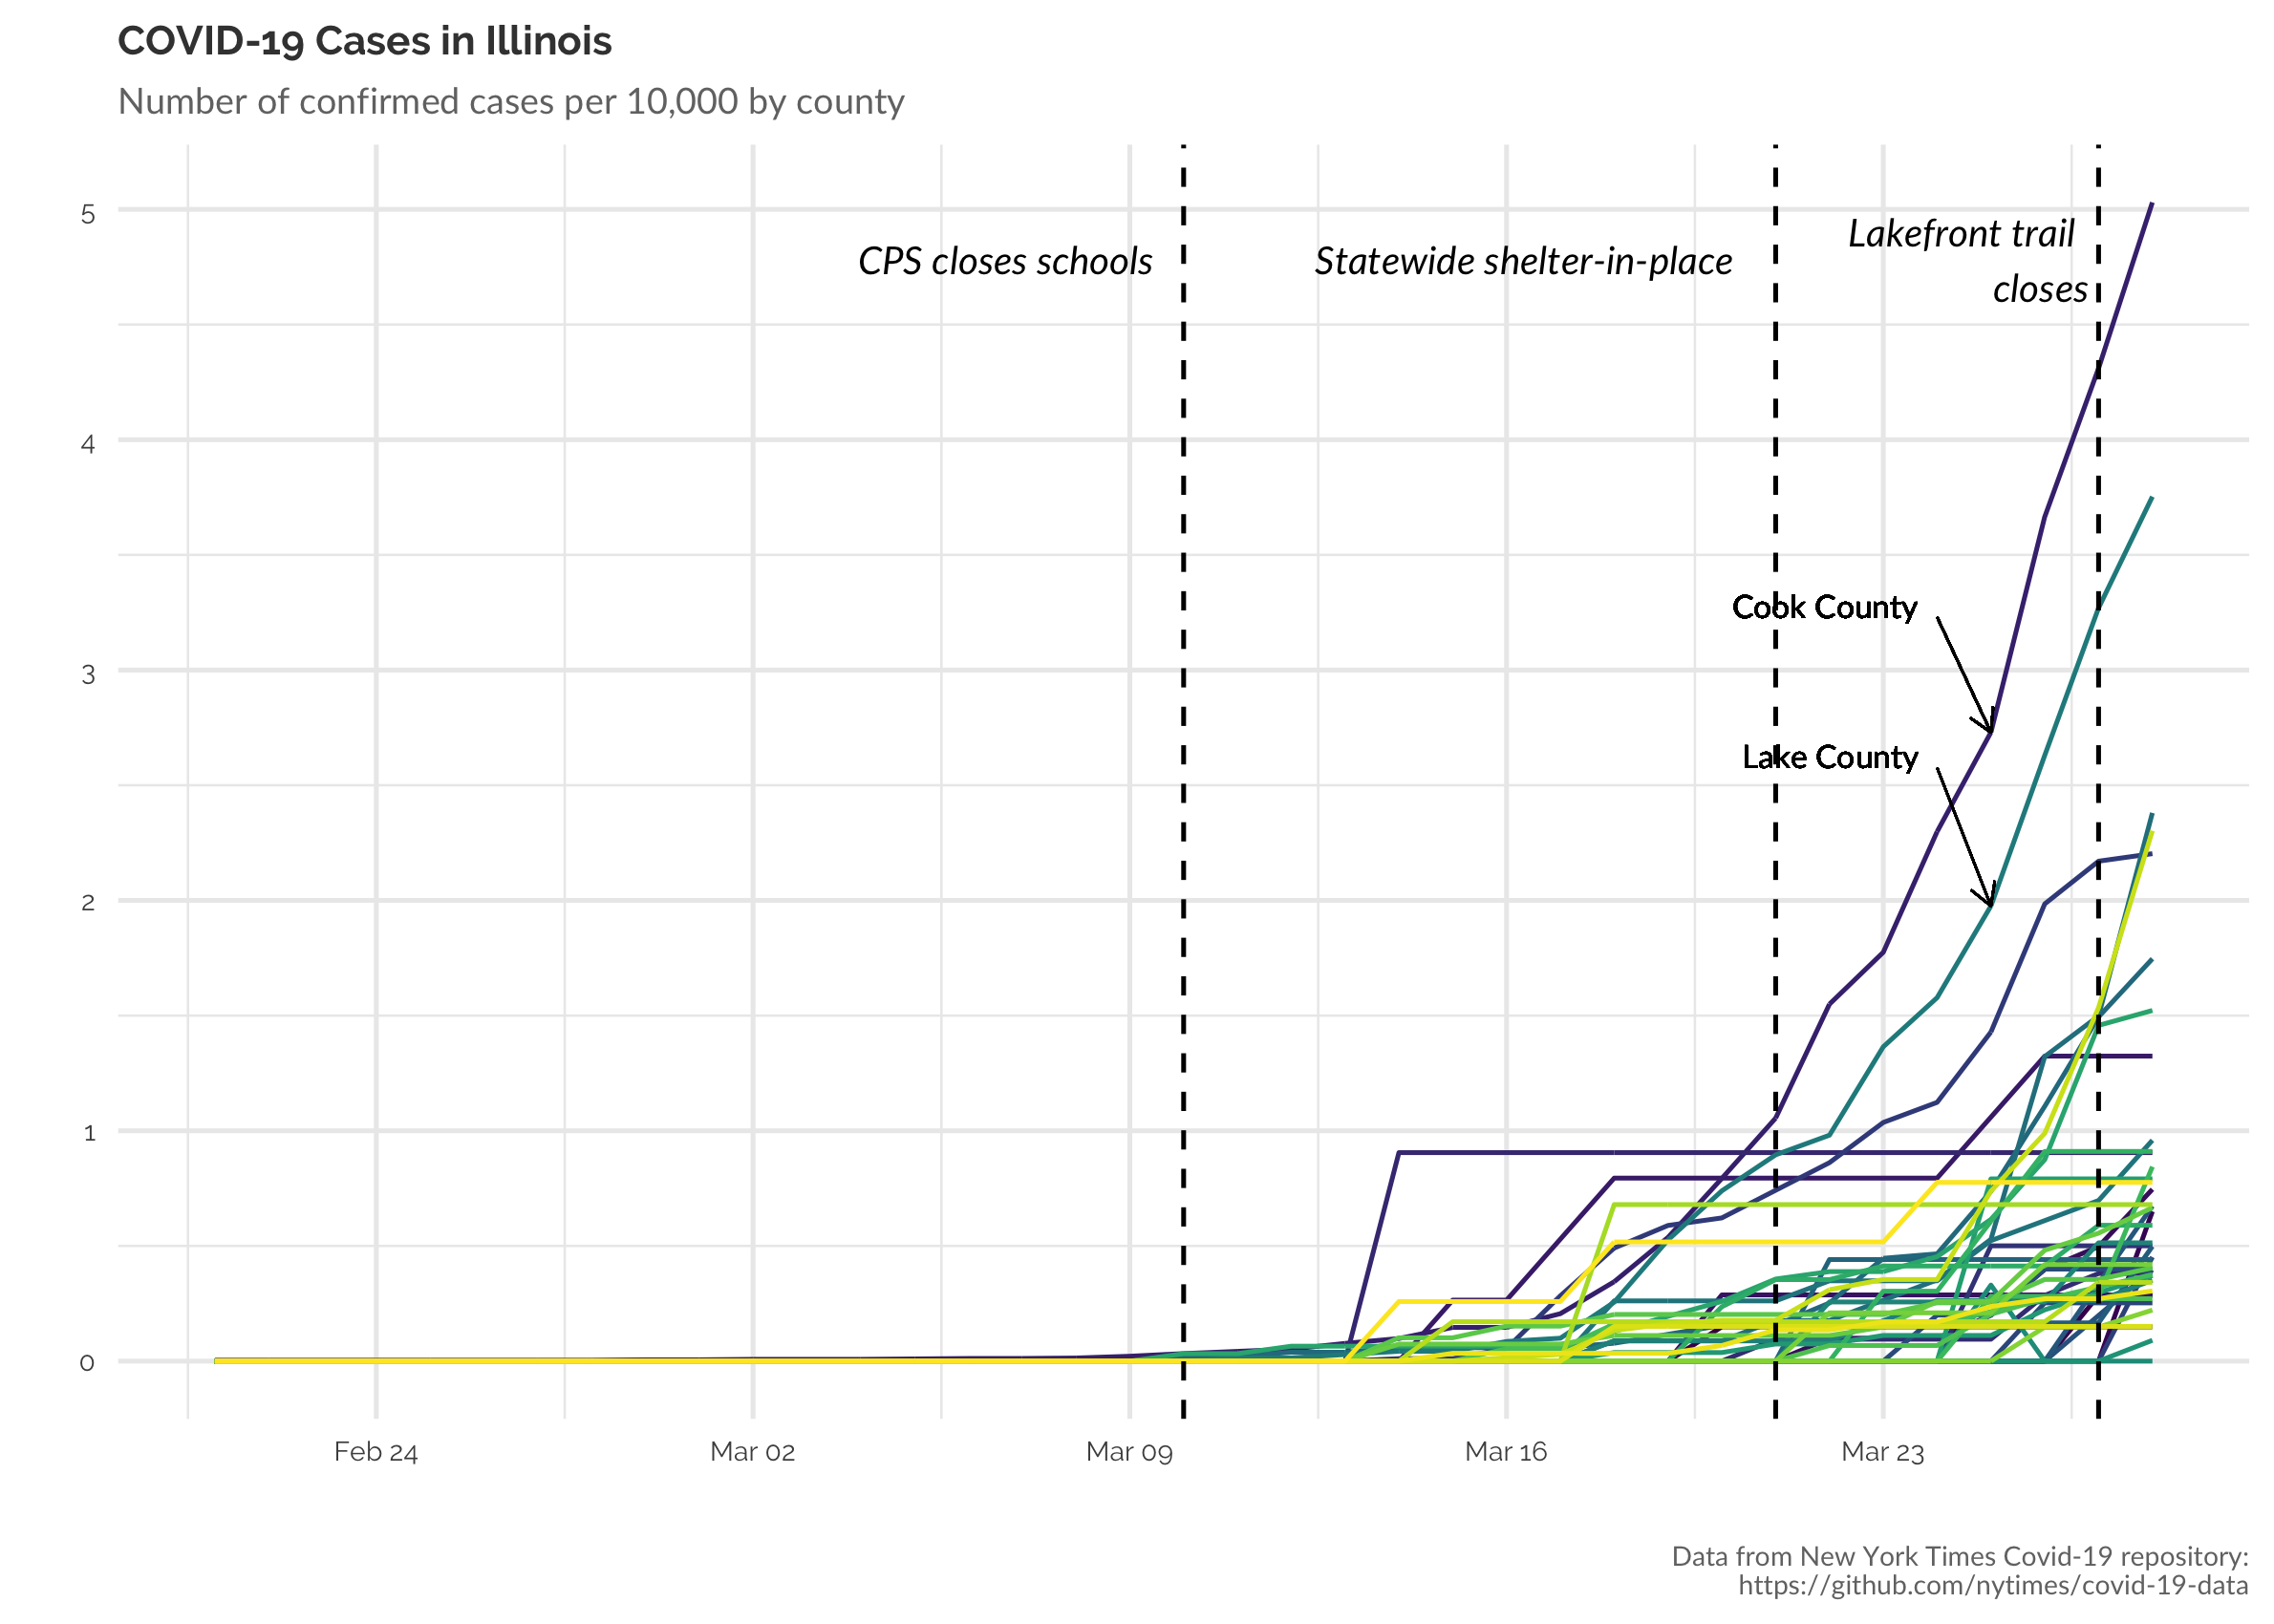 COVID-19 Cases in Illinois
Number of confirmed cases per 10,000 by county
5
4
3
2
1
0
CPS closes schools
Statewide shelter-in-place
Lakefront trail
closes
Cook County
Lake County
Feb 24
Mar 02
Mar 09
Mar 16
Mar 23
Data from New York Times Covid-19 repository:
https://github.com/nytimes/covid-19-data